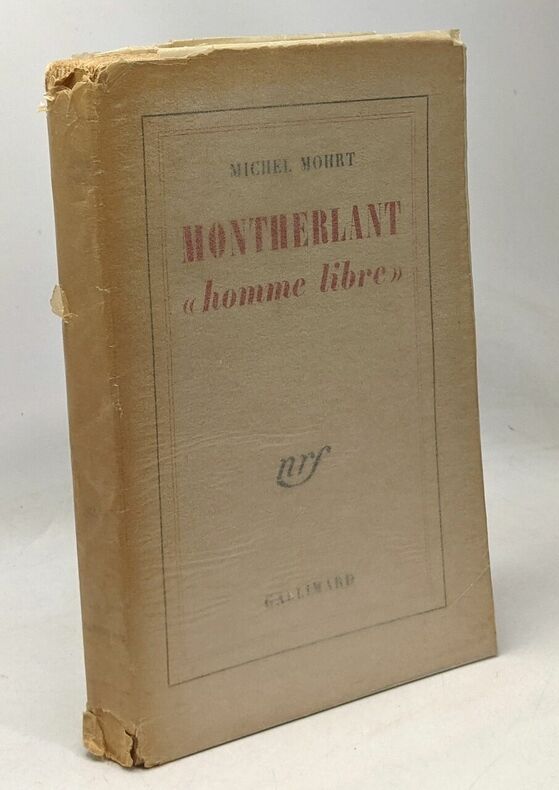 MICHEL MOHRT
MONTHERLANT
« homme libre »
nrf
GALLIMARD